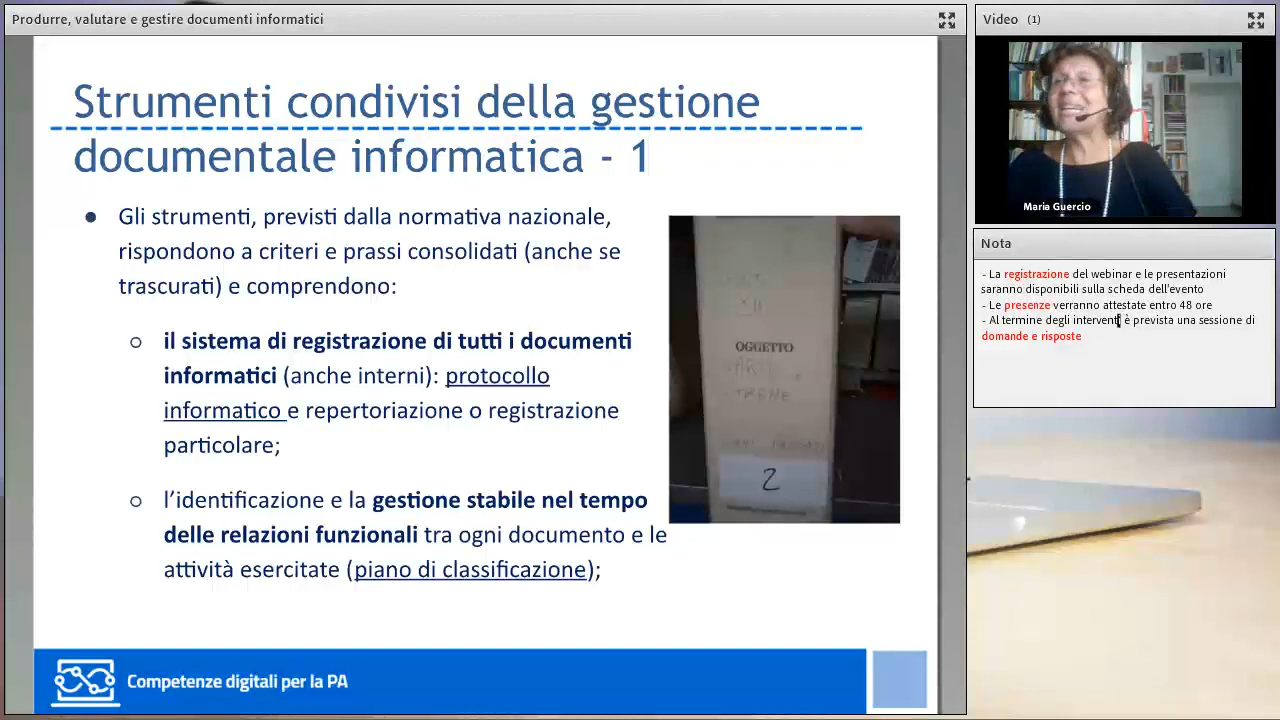 Produrre, valutare e gestire documenti informatici
Strumenti condivisi della gestione
documentale informatica - 1
Gli strumenti, previsti dalla normativa nazionale,
rispondono a criteri e prassi consolidati (anche se
trascurati) e comprendono:
il sistema di registrazione di tutti i documenti
informatici (anche interni): protocollo
informatico e repertoriazione o registrazione
particolare;
l'identificazione e la gestione stabile nel tempo
delle relazioni funzionali tra ogni documento e le
attività esercitate (piano di classificazione);
XII
OGGETTO
2
Competenze digitali per la PA
Video (1)
Maria Guercio
Nota
- La registrazione del webinar e le presentazioni
saranno disponibili sulla scheda dell'evento
- Le presenze verranno attestate entro 48 ore
- Al termine degli interventi è prevista una sessione di
domande e risposte